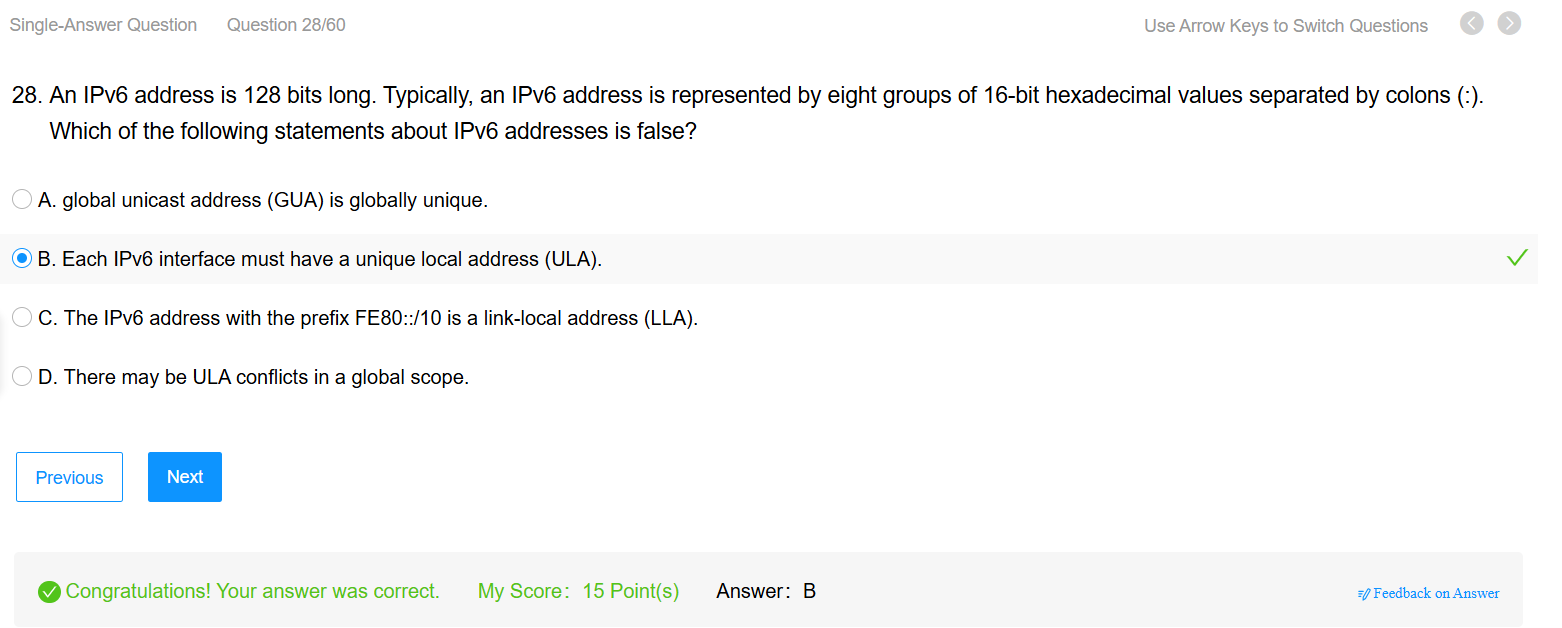 Single-Answer Question Question 28/60 Use Arrow Keys to Switch Questions
28. An IPv6 address is 128 bits long. Typically, an IPv6 address is represented by eight groups of 16-bit hexadecimal values separated by colons (:).
Which of the following statements about IPv6 addresses is false?
A. global unicast address (GUA) is globally unique.
B. Each IPv6 interface must have a unique local address (ULA).
C. The IPv6 address with the prefix FE80::/10 is a link-local address (LLA).
D. There may be ULA conflicts in a global scope.
Previous Next
Congratulations! Your answer was correct. My Score: 15 Point(s) Answer: B Feedback on Answer